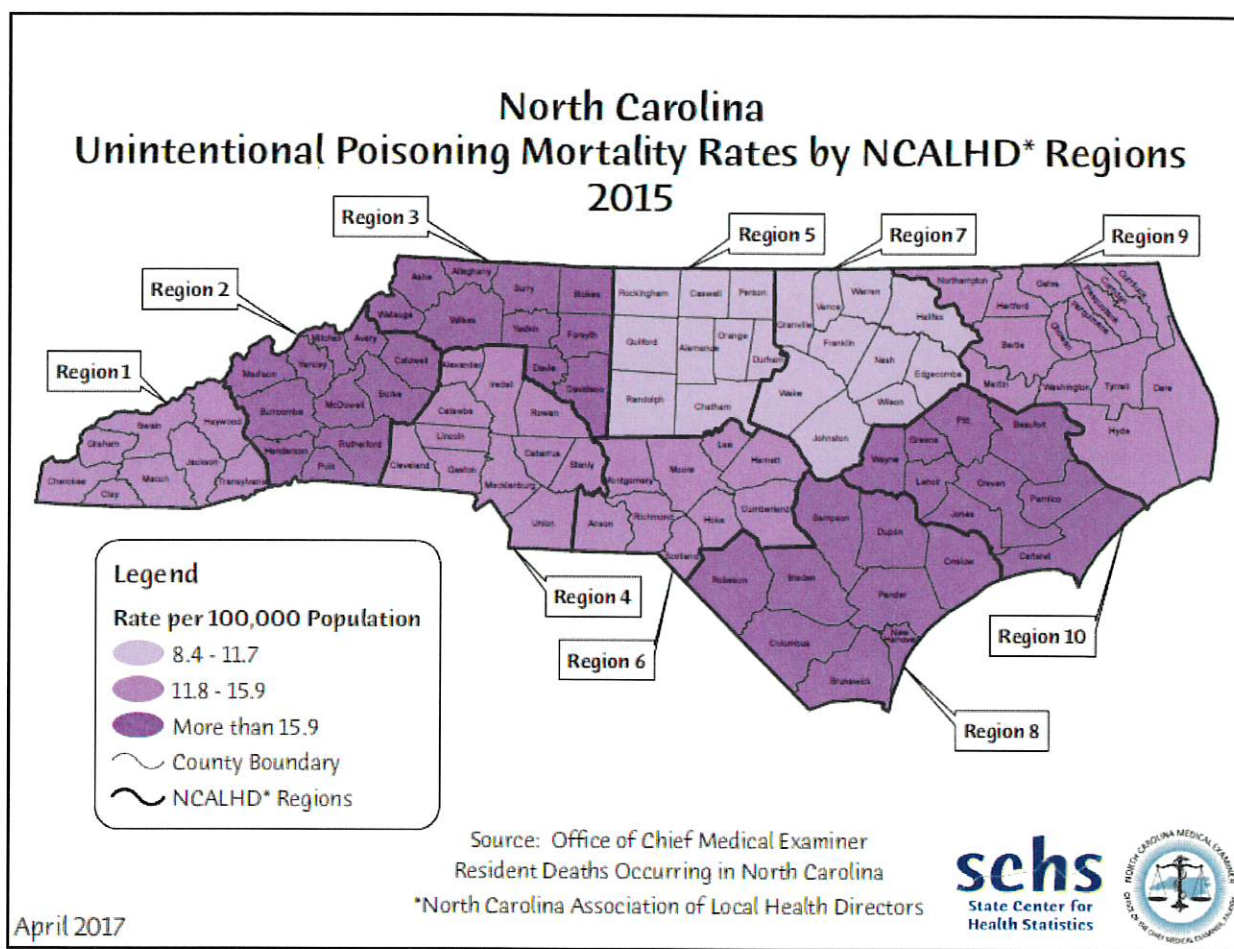 North Carolina
Unintentional Poisoning Mortality Rates by NCALHD* Regions
2015
Region 3
Region 5
Region 7
Region 9
Region 2
Region 1
Ashe
Alleghany
Surry
Stokes
Watauga
Wilkes
Yadkin
Forsyth
Davie
Davidson
Rockingham
Caswell
Person
Guilford
Alamance
Orange
Durham
Randolph
Chatham
Granville
Vance
Warren
Halifax
Franklin
Nash
Edgecombe
Wake
Wilson
Johnston
Northampton
Gates
Hertford
Currituck
Camden
Pasquotank
Perquimans
Chowan
Bertie
Martin
Washington
Tyrrell
Dare
Hyde
Mitchell
Avery
Caldwell
Madison
Yancey
Burke
McDowell
Buncombe
Rutherford
Henderson
Polk
Haywood
Swain
Graham
Jackson
Cherokee
Macon
Transylvania
Clay
Alexander
Iredell
Catawba
Rowan
Lincoln
Cabarrus
Stanly
Cleveland
Gaston
Mecklenburg
Union
Lee
Harnett
Moore
Montgomery
Cumberland
Anson
Richmond
Hoke
Scotland
Pitt
Beaufort
Greene
Wayne
Lenoir
Craven
Pamlico
Jones
Carteret
Sampson
Duplin
Onslow
Robeson
Bladen
Pender
Columbus
New
Hanover
Brunswick
Region 4
Region 6
Region 10
Region 8
Legend
Rate per 100,000 Population
8.4 - 11.7
11.8 - 15.9
More than 15.9
County Boundary
NCALHD* Regions
Source: Office of Chief Medical Examiner
Resident Deaths Occurring in North Carolina
*North Carolina Association of Local Health Directors
schs
State Center for
Health Statistics
April 2017